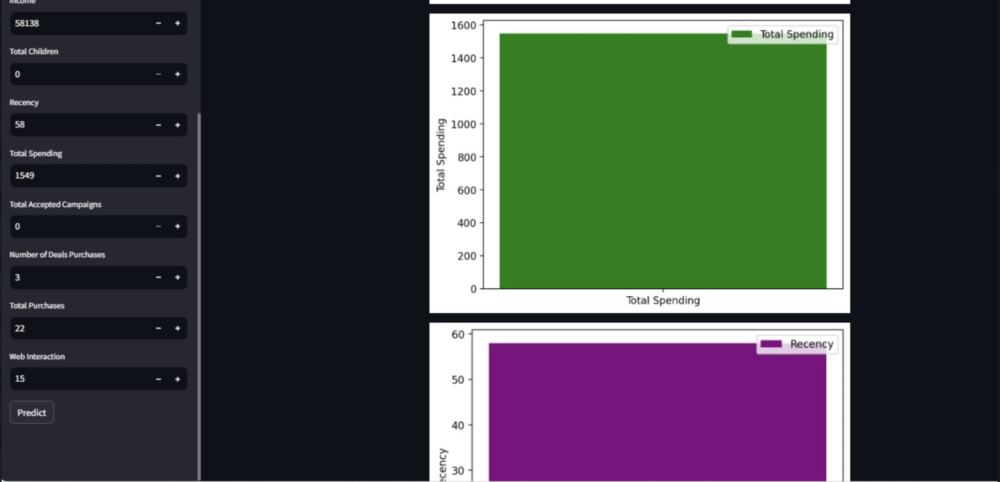 Income
58138
Total Children
0
Recency
58
Total Spending
1549
Total Accepted Campaigns
0
Number of Deals Purchases
3
Total Purchases
22
Web Interaction
15
Predict
1600
1400
1200
1000
800
600
400
200
0
Total Spending
Total Spending
Total Spending
60
50
40
30
Recency